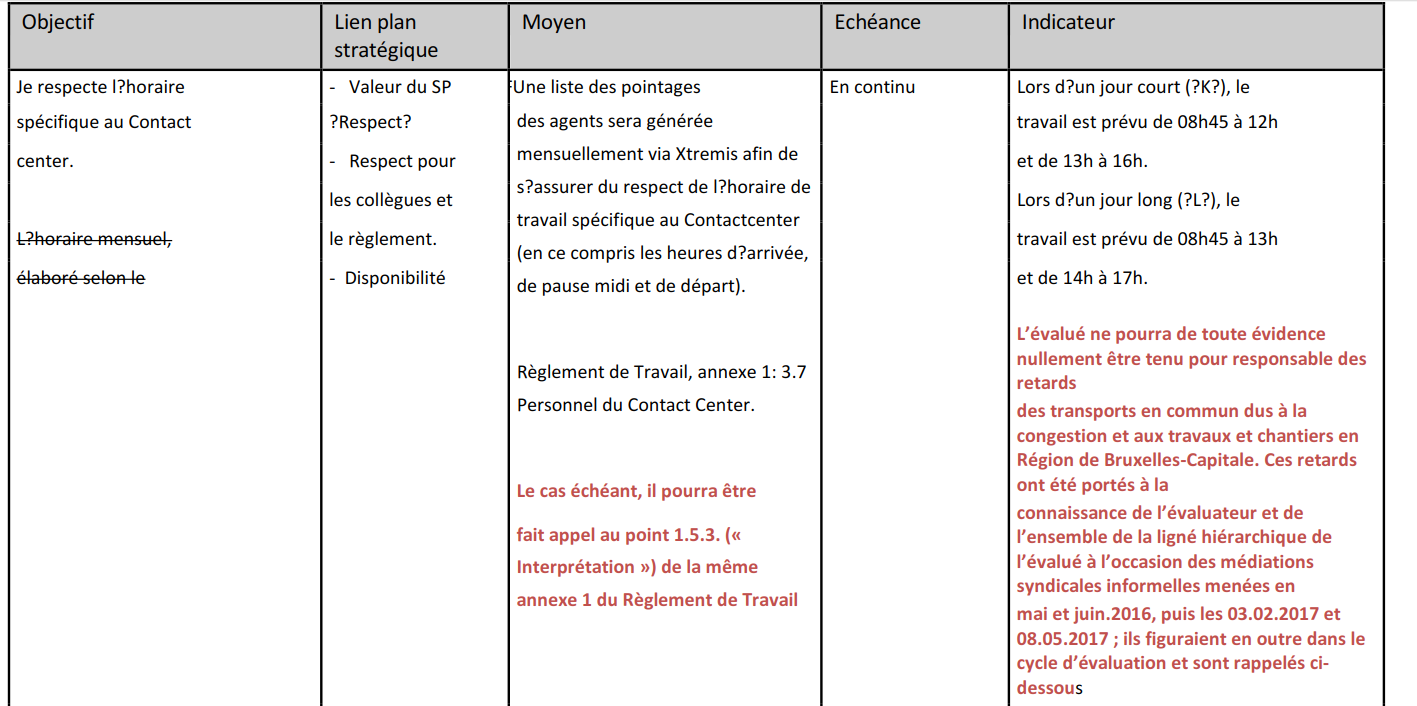 Objectif
Lien plan
stratégique
Moyen
Echéance
Indicateur
Je respecte l?horaire
spécifique au Contact
center.
L?horaire mensuel,
élaboré selon le
- Valeur du SP
?Respect?
- Respect pour
les collègues et
le règlement.
- Disponibilité
Une liste des pointages
des agents sera générée
mensuellement via Xtremis afin de
s?assurer du respect de l?horaire de
travail spécifique au Contactcenter
(en ce compris les heures d?arrivée,
de pause midi et de départ).
Règlement de Travail, annexe 1: 3.7
Personnel du Contact Center.
Le cas échéant, il pourra être
fait appel au point 1.5.3. («
Interprétation ») de la même
annexe 1 du Règlement de Travail
En continu
Lors d?un jour court (?K?), le
travail est prévu de 08h45 à 12h
et de 13h à 16h.
Lors d?un jour long (?L?), le
travail est prévu de 08h45 à 13h
et de 14h à 17h.
L’évalué ne pourra de toute évidence
nullement être tenu pour responsable des
retards
des transports en commun dus à la
congestion et aux travaux et chantiers en
Région de Bruxelles-Capitale. Ces retards
ont été portés à la
connaissance de l’évaluateur et de
l’ensemble de la ligné hiérarchique de
l’évalué à l’occasion des médiations
syndicales informelles menées en
mai et juin.2016, puis les 03.02.2017 et
08.05.2017 ; ils figuraient en outre dans le
cycle d’évaluation et sont rappelés ci-
dessous